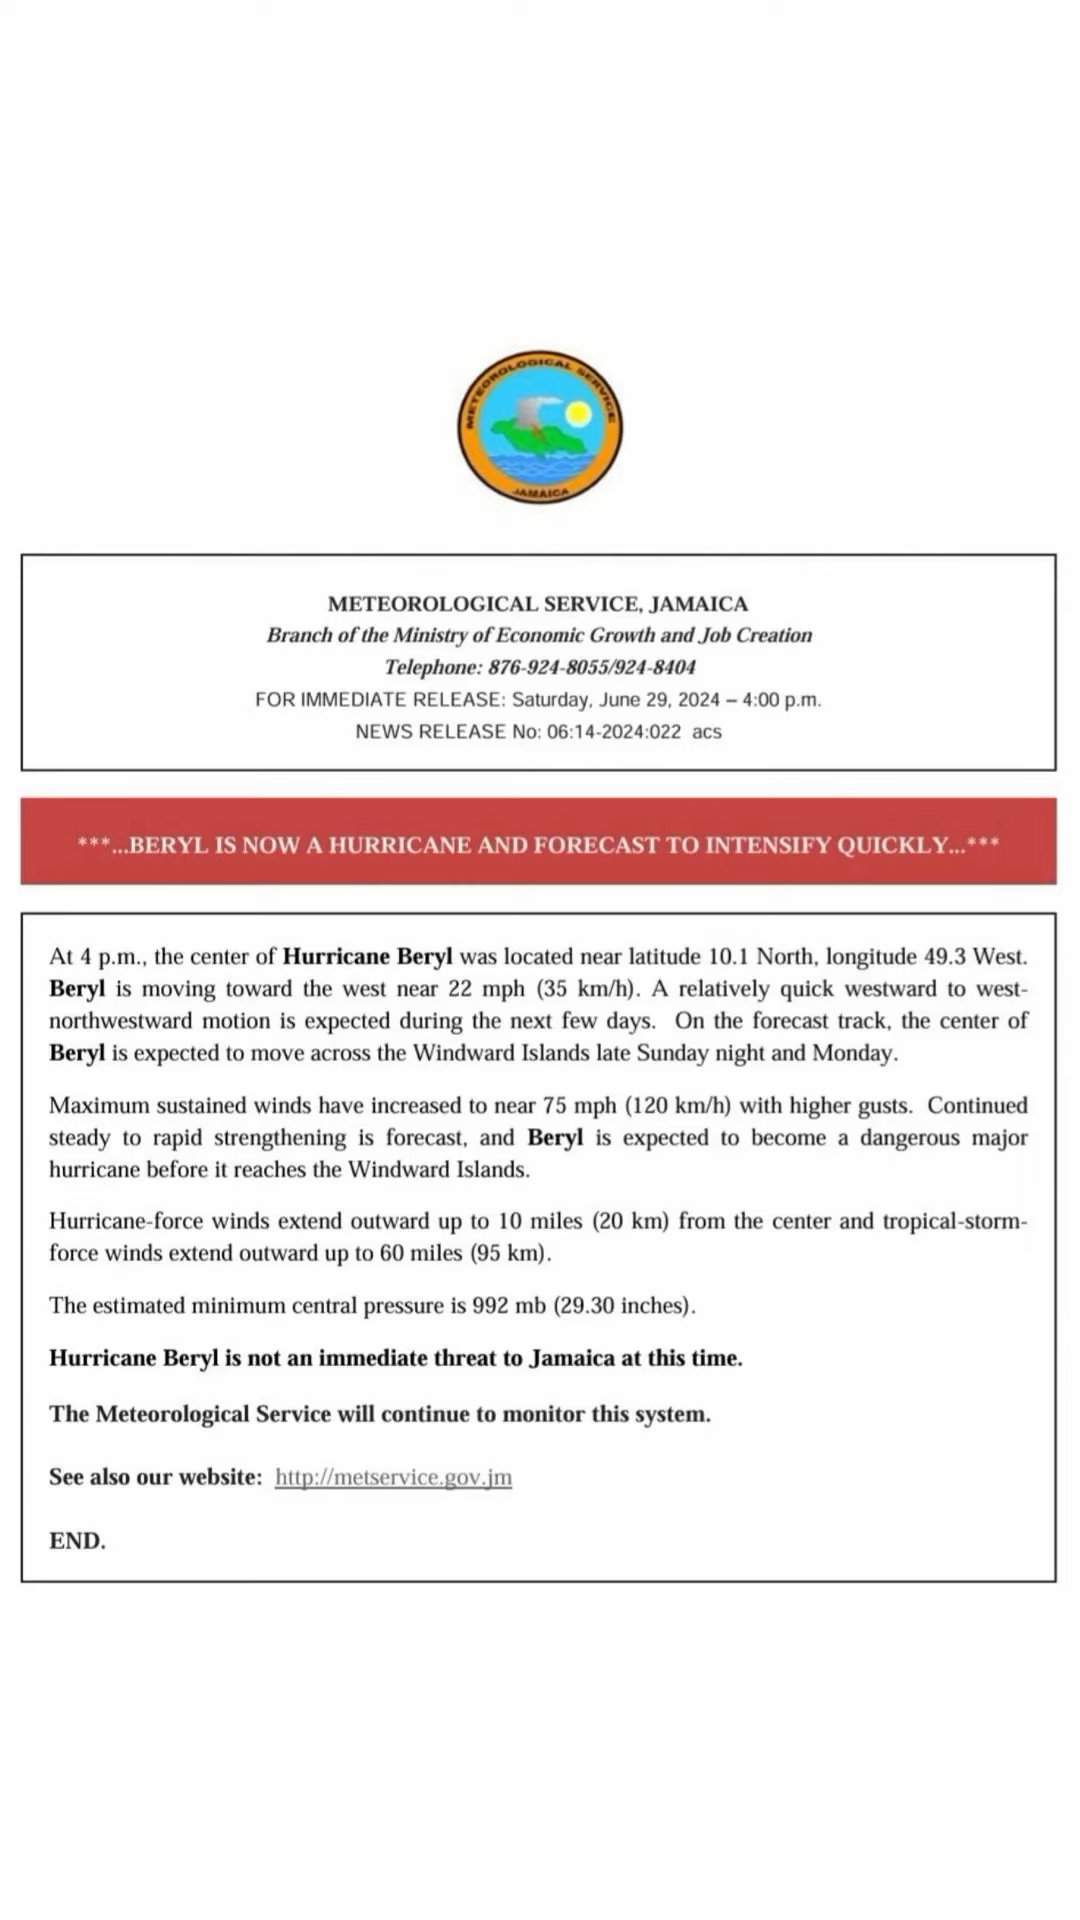 METEOROLOGICAL SERVICE
JAMAICA
METEOROLOGICAL SERVICE, JAMAICA
Branch of the Ministry of Economic Growth and Job Creation
Telephone: 876-924-8055/924-8404
FOR IMMEDIATE RELEASE: Saturday, June 29, 2024 – 4:00 p.m.
NEWS RELEASE No: 06:14-2024:022  acs
***...BERYL IS NOW A HURRICANE AND FORECAST TO INTENSIFY QUICKLY...***
At 4 p.m., the center of Hurricane Beryl was located near latitude 10.1 North, longitude 49.3 West.
Beryl is moving toward the west near 22 mph (35 km/h). A relatively quick westward to west-
northwestward motion is expected during the next few days.  On the forecast track, the center of
Beryl is expected to move across the Windward Islands late Sunday night and Monday.
Maximum sustained winds have increased to near 75 mph (120 km/h) with higher gusts.  Continued
steady to rapid strengthening is forecast, and Beryl is expected to become a dangerous major
hurricane before it reaches the Windward Islands.
Hurricane-force winds extend outward up to 10 miles (20 km) from the center and tropical-storm-
force winds extend outward up to 60 miles (95 km).
The estimated minimum central pressure is 992 mb (29.30 inches).
Hurricane Beryl is not an immediate threat to Jamaica at this time.
The Meteorological Service will continue to monitor this system.
See also our website:  http://metservice.gov.jm
END.